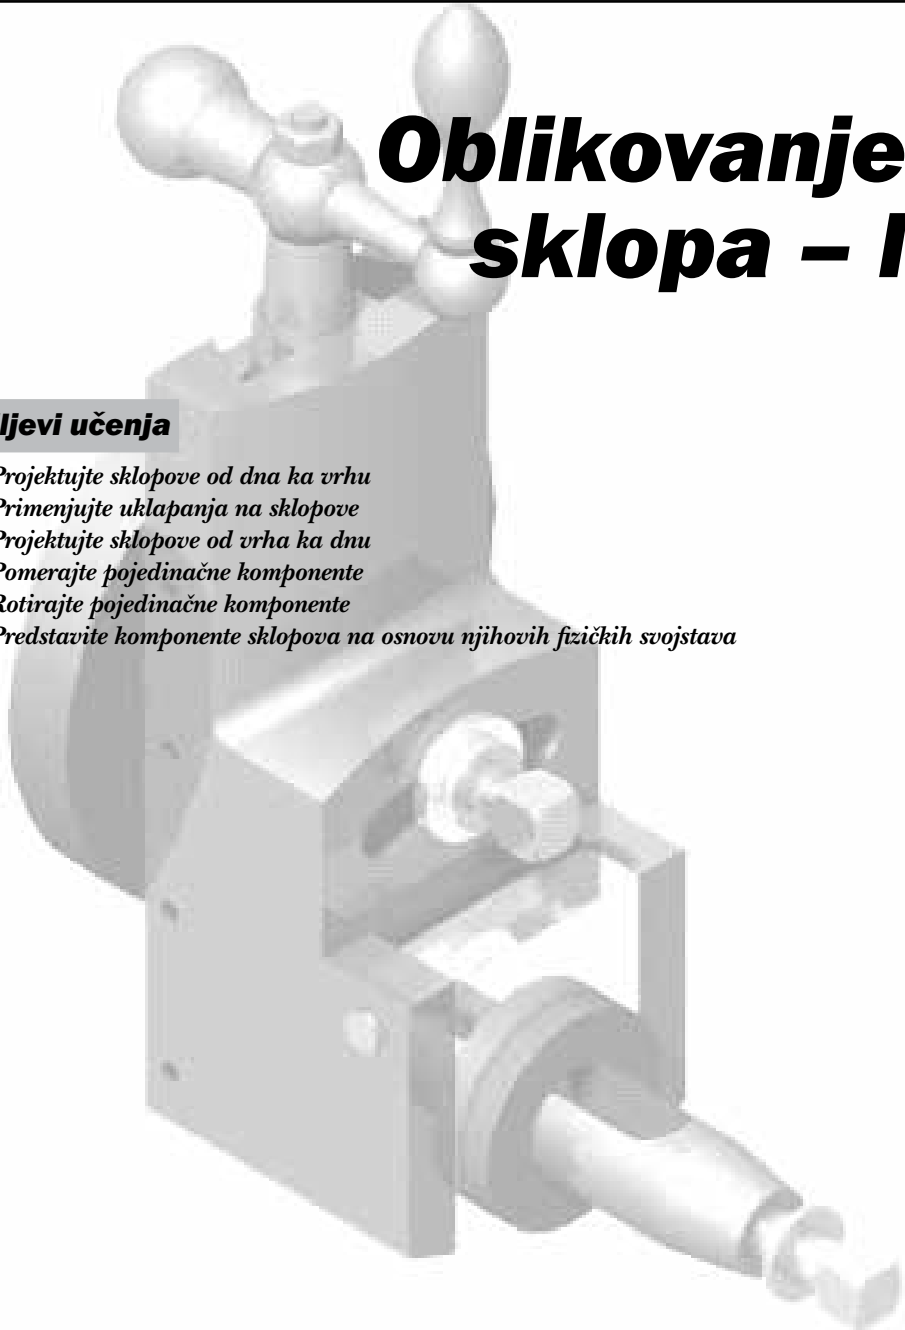 Oblikovanje
sklopa – I
ljevi učenja
Projektujte sklopove od dna ka vrhu
Primenjujte uklapanja na sklopove
Projektujte sklopove od vrha ka dnu
Pomerajte pojedinačne komponente
Rotirajte pojedinačne komponente
Predstavite komponente sklopova na osnovu njihovih fizičkih svojstava